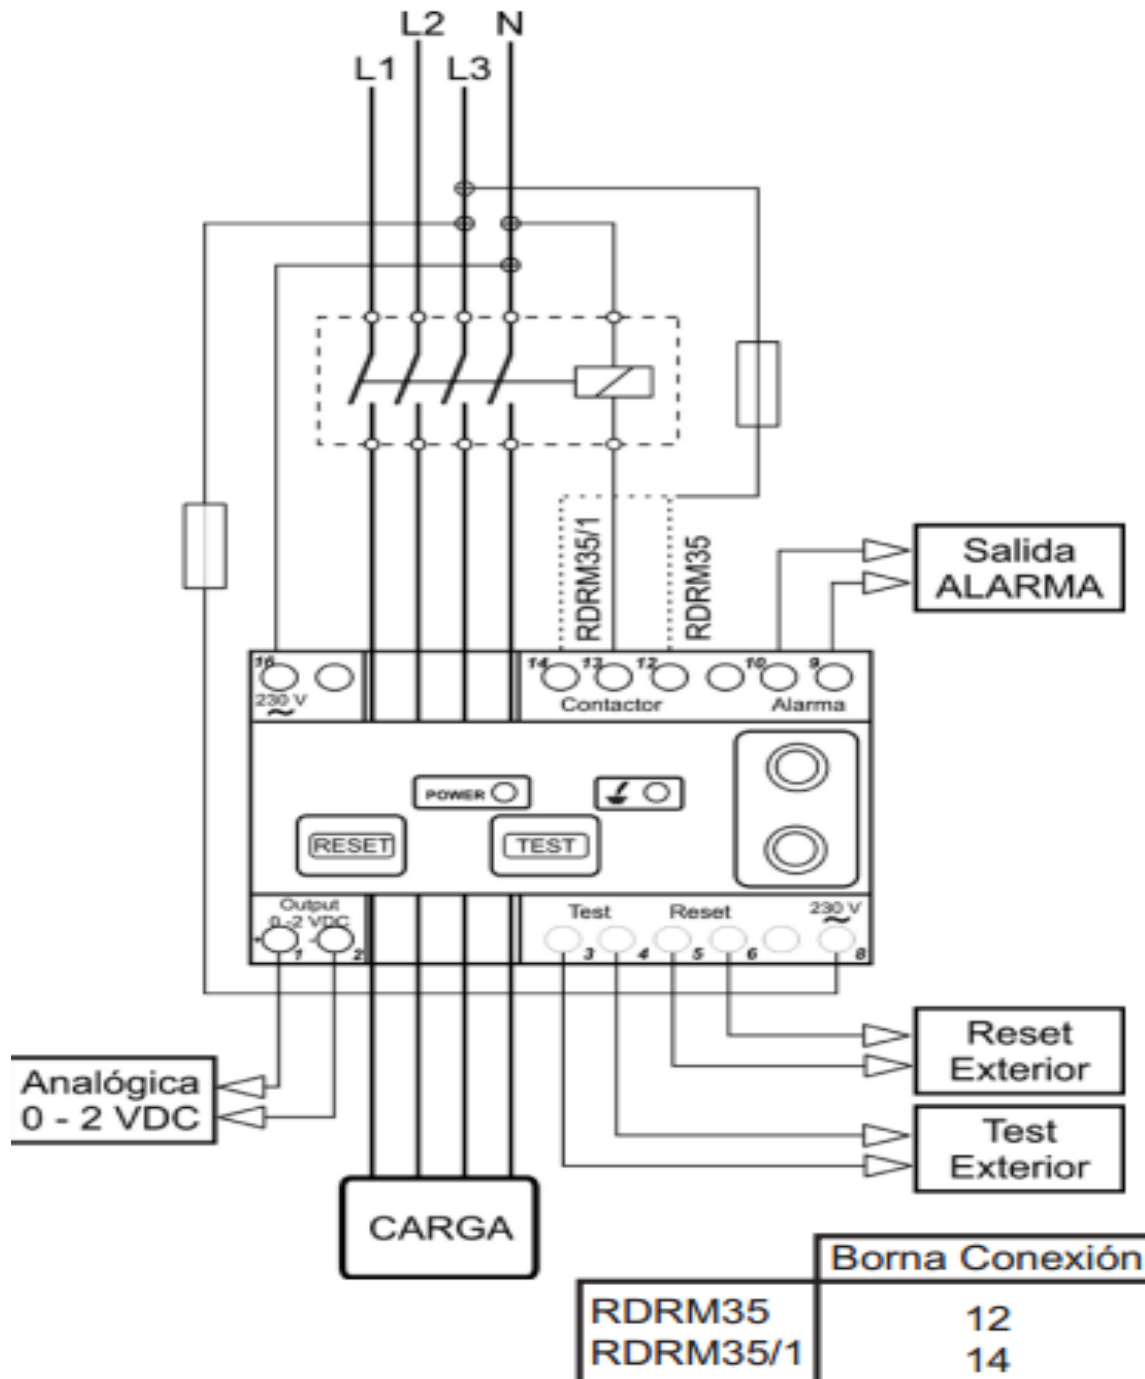 L1
L2
L3
N
RDRM35/1
RDRM35
Salida
ALARMA
16
14
13
12
10
9
230 V
~
Contactor
Alarma
POWER
RESET
TEST
Output
0 -2 VDC
Test
Reset
230 V
~
+
-
1
2
3
4
5
6
8
Reset
Exterior
Analógica
0 - 2 VDC
Test
Exterior
CARGA
Borna Conexión
RDRM35 12
RDRM35/1 14